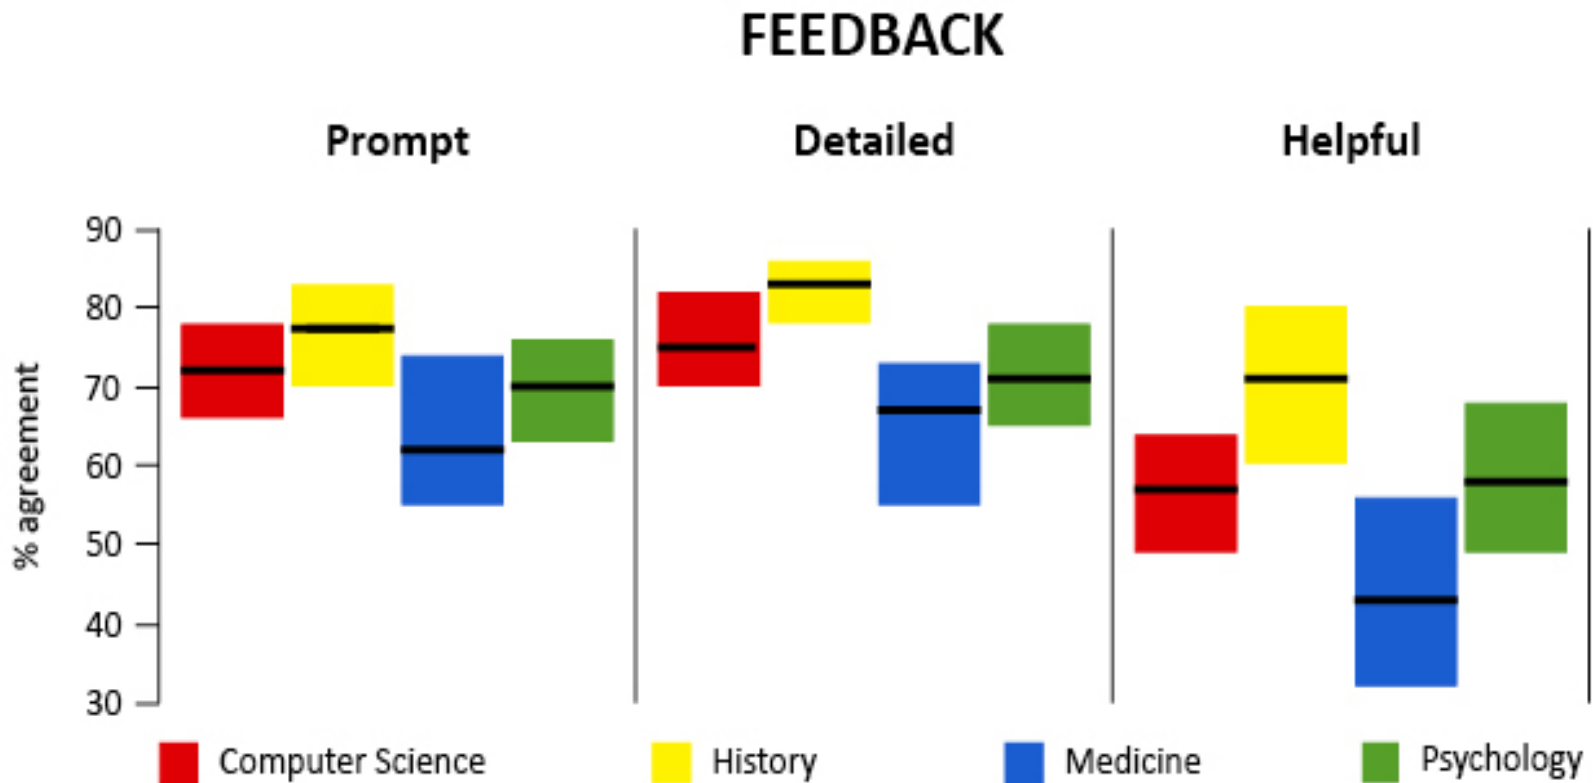 FEEDBACK
Prompt Detailed Helpful
90
80
70
60
50
40
30
% agreement
Computer Science History Medicine Psychology